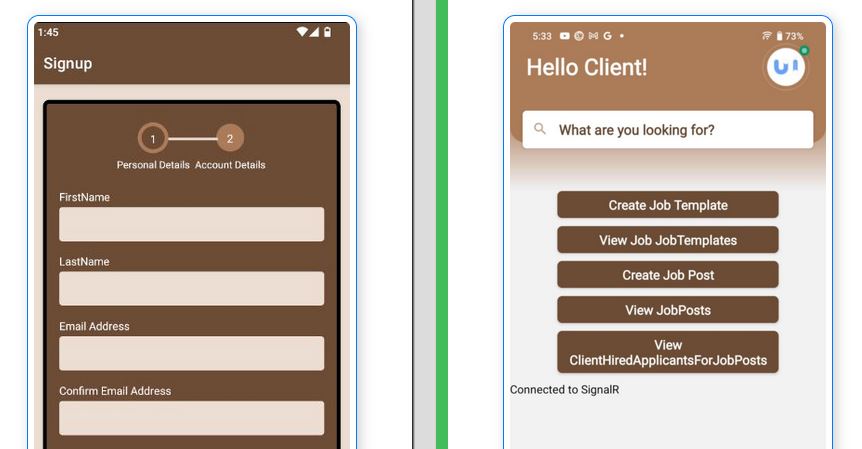 1:45
Signup
1
2
Personal Details
Account Details
FirstName
LastName
Email Address
Confirm Email Address
5:33
73%
Hello Client!
What are you looking for?
Create Job Template
View Job JobTemplates
Create Job Post
View JobPosts
View
ClientHiredApplicantsForJobPosts
Connected to SignalR